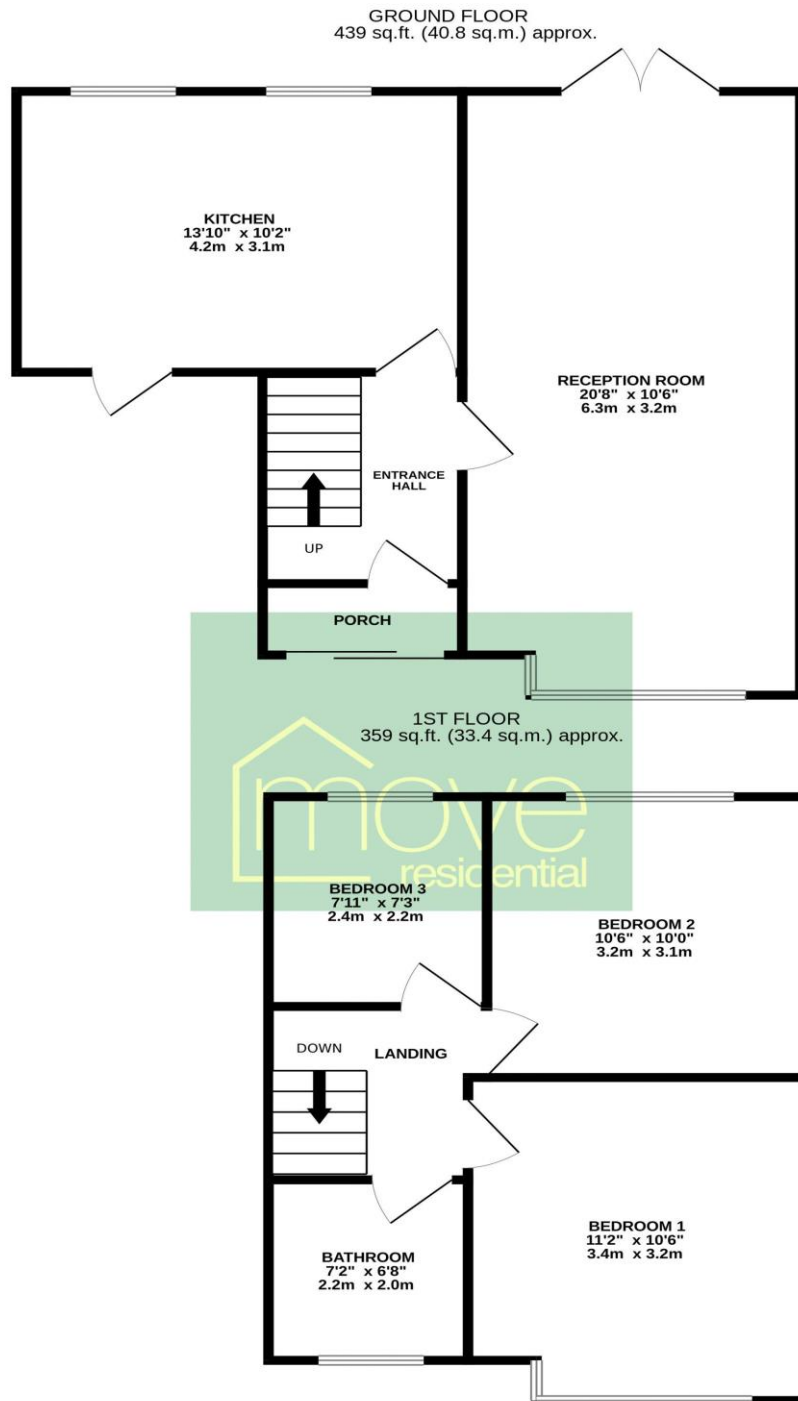 GROUND FLOOR
439 sq.ft. (40.8 sq.m.) approx.
KITCHEN
13'10" x 10'2"
4.2m x 3.1m
RECEPTION ROOM
20'8" x 10'6"
6.3m x 3.2m
ENTRANCE
HALL
UP
PORCH
1ST FLOOR
359 sq.ft. (33.4 sq.m.) approx.
move
residential
BEDROOM 3
7'11" x 7'3"
2.4m x 2.2m
BEDROOM 2
10'6" x 10'0"
3.2m x 3.1m
DOWN
LANDING
BEDROOM 1
11'2" x 10'6"
3.4m x 3.2m
BATHROOM
7'2" x 6'8"
2.2m x 2.0m